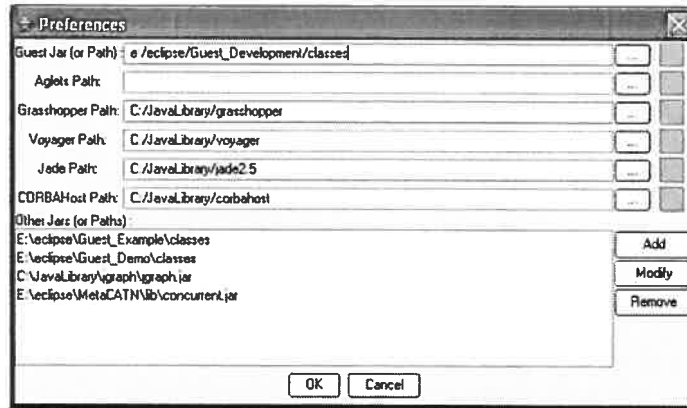 Preferences
Guest Jar (or Path) : e:/eclipse/Guest_Development/classes ...
Aglets Path: ...
Grasshopper Path: C:/JavaLibrary/grasshopper ...
Voyager Path: C:/JavaLibrary/voyager ...
Jade Path: C:/JavaLibrary/jade2.5 ...
CORBAHost Path: C:/JavaLibrary/corbahost ...
Other Jars (or Paths) :
E:\eclipse\Guest_Example\classes
E:\eclipse\Guest_Demo\classes
C:\JavaLibrary\jgraph\jgraph.jar
E:\eclipse\MetaCATN\lib\concurrent.jar
Add
Modify
Remove
OK Cancel